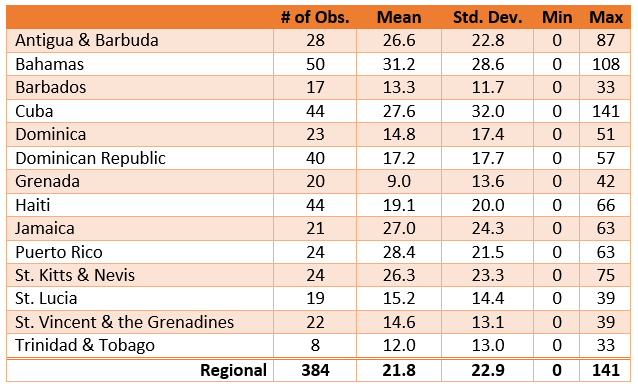 # of Obs. Mean Std. Dev. Min Max
Antigua & Barbuda 28 26.6 22.8 0 87
Bahamas 50 31.2 28.6 0 108
Barbados 17 13.3 11.7 0 33
Cuba 44 27.6 32.0 0 141
Dominica 23 14.8 17.4 0 51
Dominican Republic 40 17.2 17.7 0 57
Grenada 20 9.0 13.6 0 42
Haiti 44 19.1 20.0 0 66
Jamaica 21 27.0 24.3 0 63
Puerto Rico 24 28.4 21.5 0 63
St. Kitts & Nevis 24 26.3 23.3 0 75
St. Lucia 19 15.2 14.4 0 39
St. Vincent & the Grenadines 22 14.6 13.1 0 39
Trinidad & Tobago 8 12.0 13.0 0 33
Regional 384 21.8 22.9 0 141